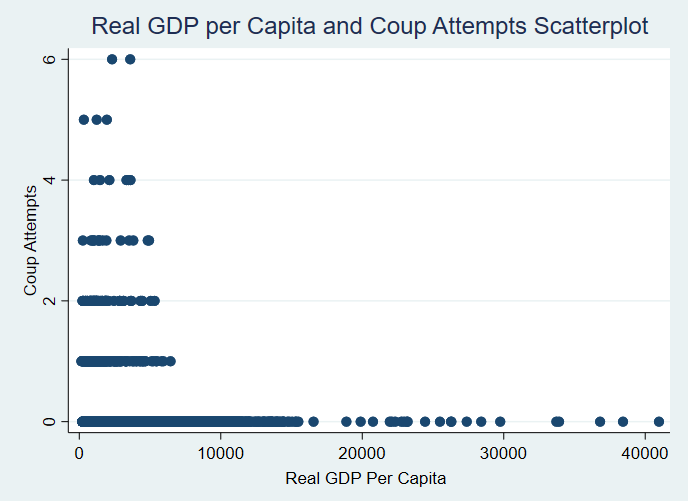 Real GDP per Capita and Coup Attempts Scatterplot
6
4
2
0
Coup Attempts
0 10000 20000 30000 40000
Real GDP Per Capita